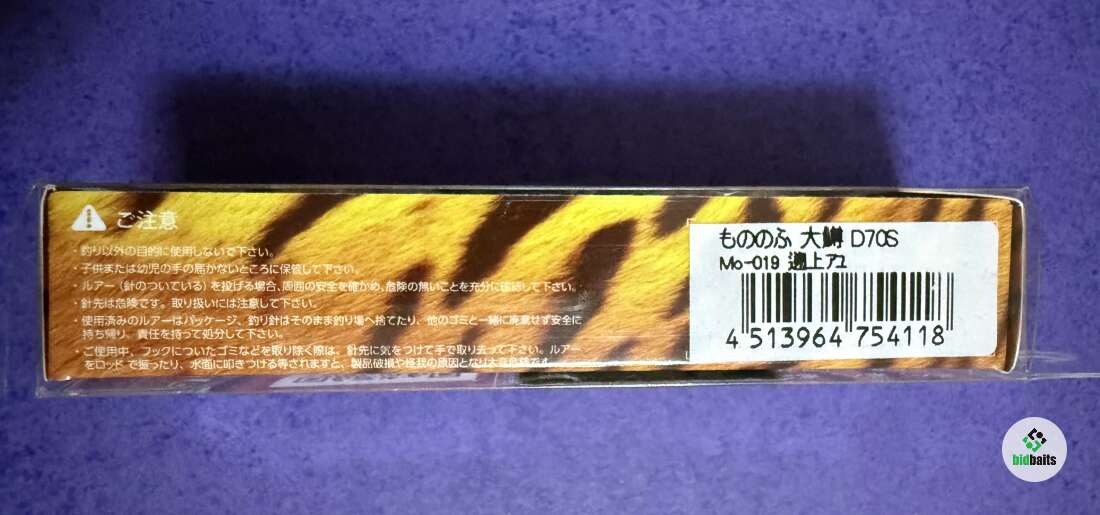 ご注意
・釣り以外の目的に使用しないで下さい。
・子供または幼児の手の届かないところに保管して下さい。
・ルアー（針のついている）を投げる場合、周囲の安全を確かめ、危険の無いことを充分に確認して下さい。
・針先は危険です。取り扱いには注意して下さい。
・使用済みのルアーはパッケージ、釣り針はそのまま釣り場へ捨てたり、他のゴミと一緒に廃棄せず安全に
持ち帰り、責任を持って処分して下さい。
・ご使用中、フックについたゴミなどを取り除く際は、針先に気をつけて手で取り去って下さい。ルアー
をロッドで振ったり、水面に叩きつける等されますと、製品破損や怪我の原因となり大変危険です。
もののふ 大鱒 D70S
Mo-019 遡上アユ
4 513964 754118
bidbaits